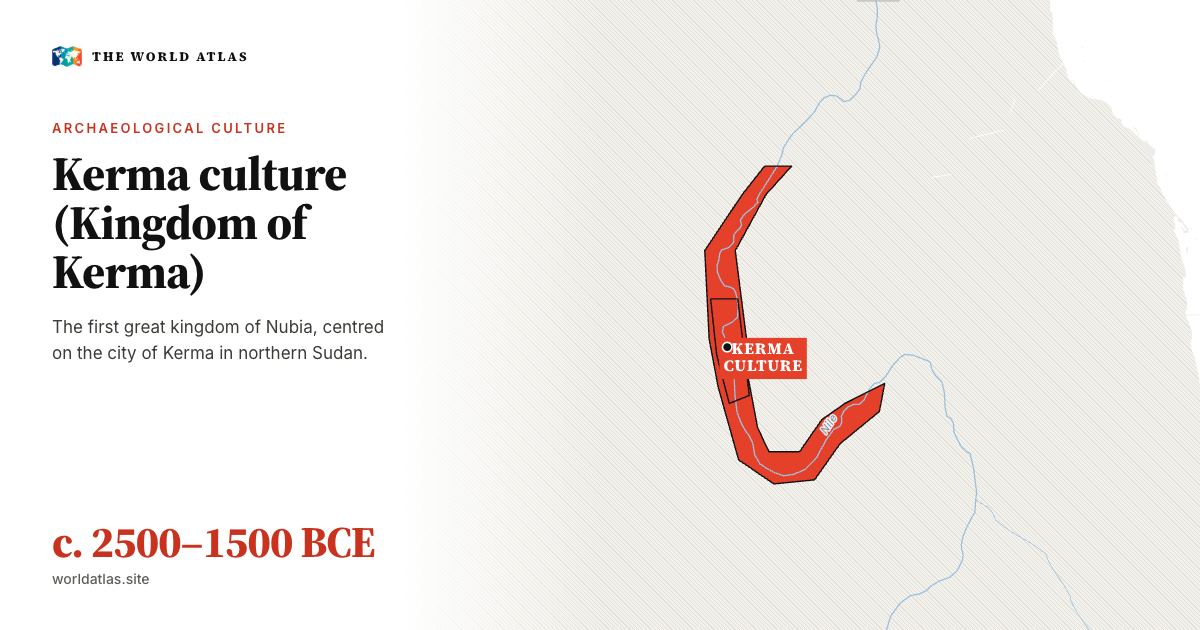 THE WORLD ATLAS
ARCHAEOLOGICAL CULTURE
Kerma culture
(Kingdom of
Kerma)
The first great kingdom of Nubia, centred
on the city of Kerma in northern Sudan.
c. 2500–1500 BCE
worldatlas.site
KERMA
CULTURE
Nile